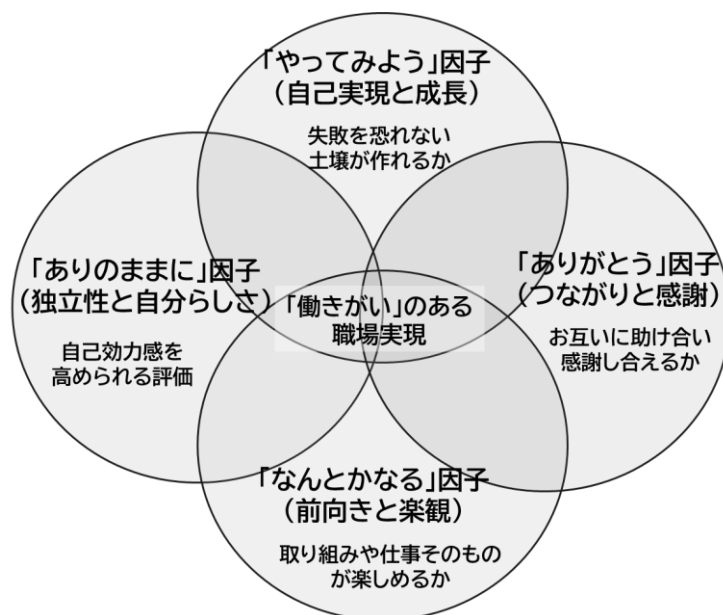 「やってみよう」因子
（自己実現と成長）
失敗を恐れない
土壌が作れるか
「ありのままに」因子
（独立性と自分らしさ）
自己効力感を
高められる評価
「働きがい」のある
職場実現
「ありがとう」因子
（つながりと感謝）
お互いに助け合い
感謝し合えるか
「なんとかなる」因子
（前向きと楽観）
取り組みや仕事そのもの
が楽しめるか